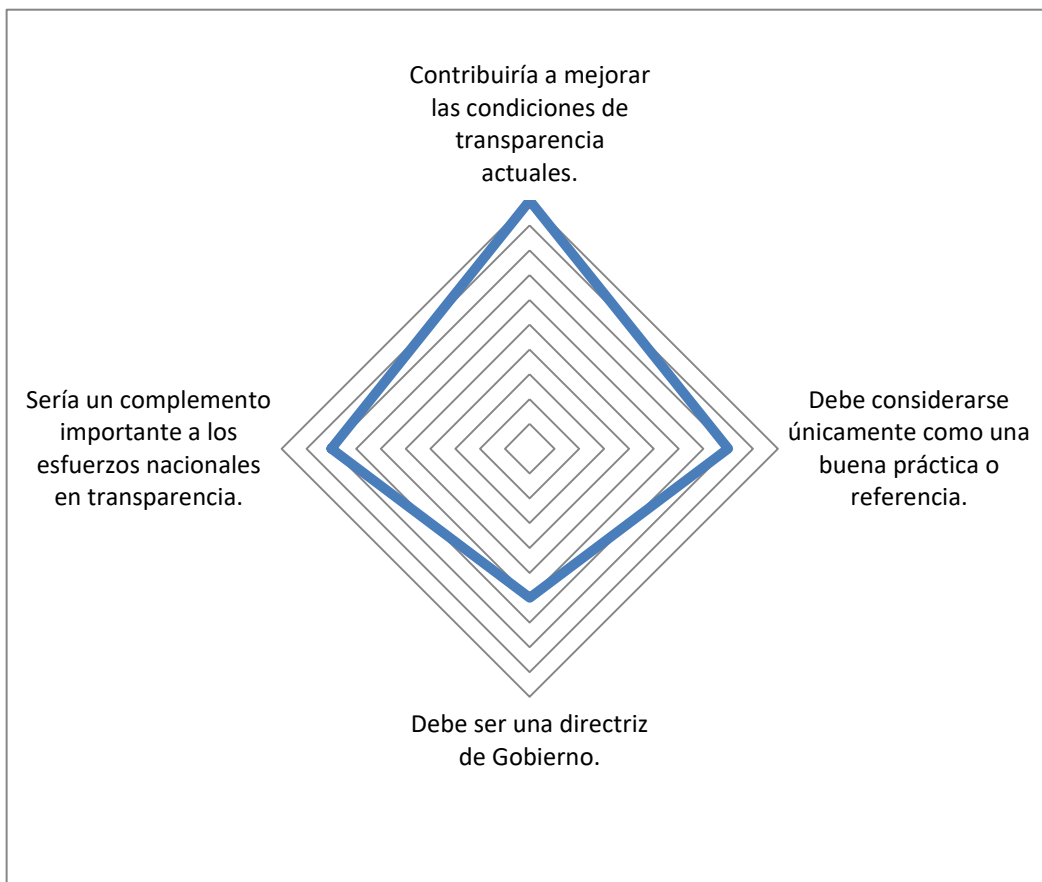 Contribuiría a mejorar
las condiciones de
transparencia
actuales.
Sería un complemento
importante a los
esfuerzos nacionales
en transparencia.
Debe considerarse
únicamente como una
buena práctica o
referencia.
Debe ser una directriz
de Gobierno.